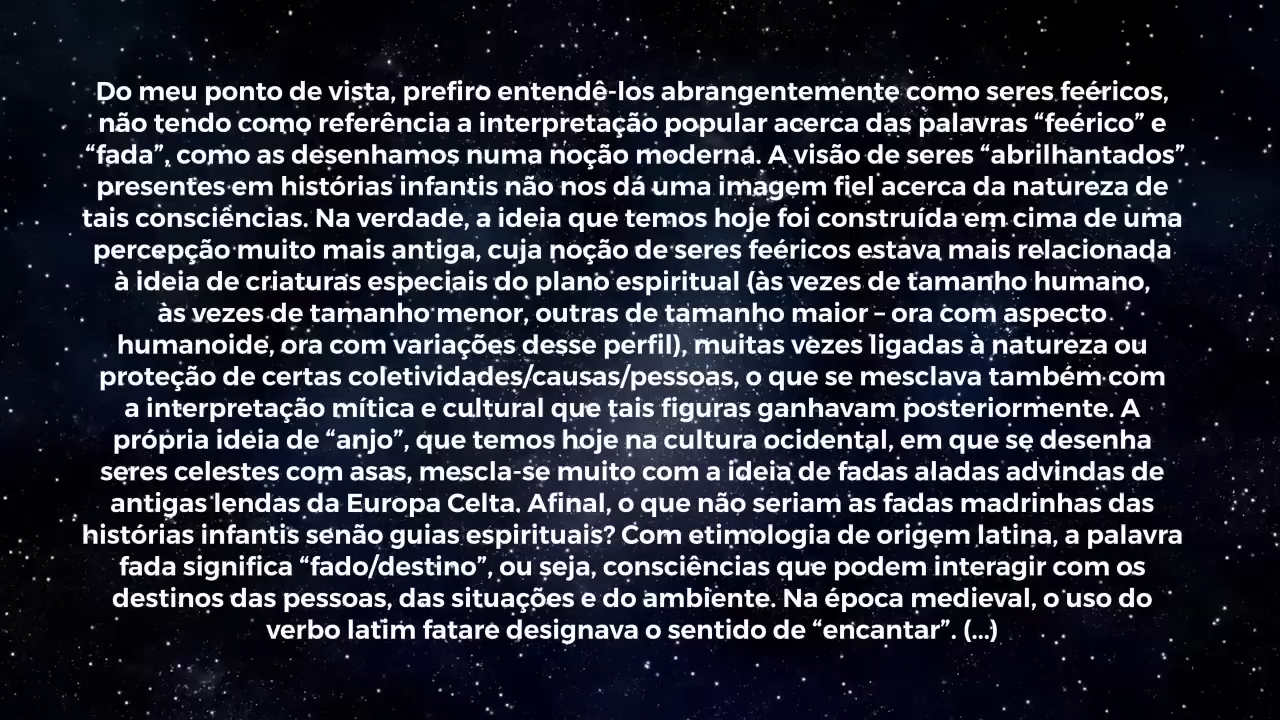 Do meu ponto de vista, prefiro entendê-los abrangentemente como seres feéricos,
não tendo como referência a interpretação popular acerca das palavras “feérico” e
“fada”, como as desenhamos numa noção moderna. A visão de seres “abrilhantados”
presentes em histórias infantis não nos dá uma imagem fiel acerca da natureza de
tais consciências. Na verdade, a ideia que temos hoje foi construída em cima de uma
percepção muito mais antiga, cuja noção de seres feéricos estava mais relacionada
à ideia de criaturas especiais do plano espiritual (às vezes de tamanho humano,
às vezes de tamanho menor, outras de tamanho maior – ora com aspecto
humanoide, ora com variações desse perfil), muitas vezes ligadas à natureza ou
proteção de certas coletividades/causas/pessoas, o que se mesclava também com
a interpretação mítica e cultural que tais figuras ganhavam posteriormente. A
própria ideia de “anjo”, que temos hoje na cultura ocidental, em que se desenha
seres celestes com asas, mescla-se muito com a ideia de fadas aladas advindas de
antigas lendas da Europa Celta. Afinal, o que não seriam as fadas madrinhas das
histórias infantis senão guias espirituais? Com etimologia de origem latina, a palavra
fada significa “fado/destino”, ou seja, consciências que podem interagir com os
destinos das pessoas, das situações e do ambiente. Na época medieval, o uso do
verbo latim fatare designava o sentido de “encantar”. (...)